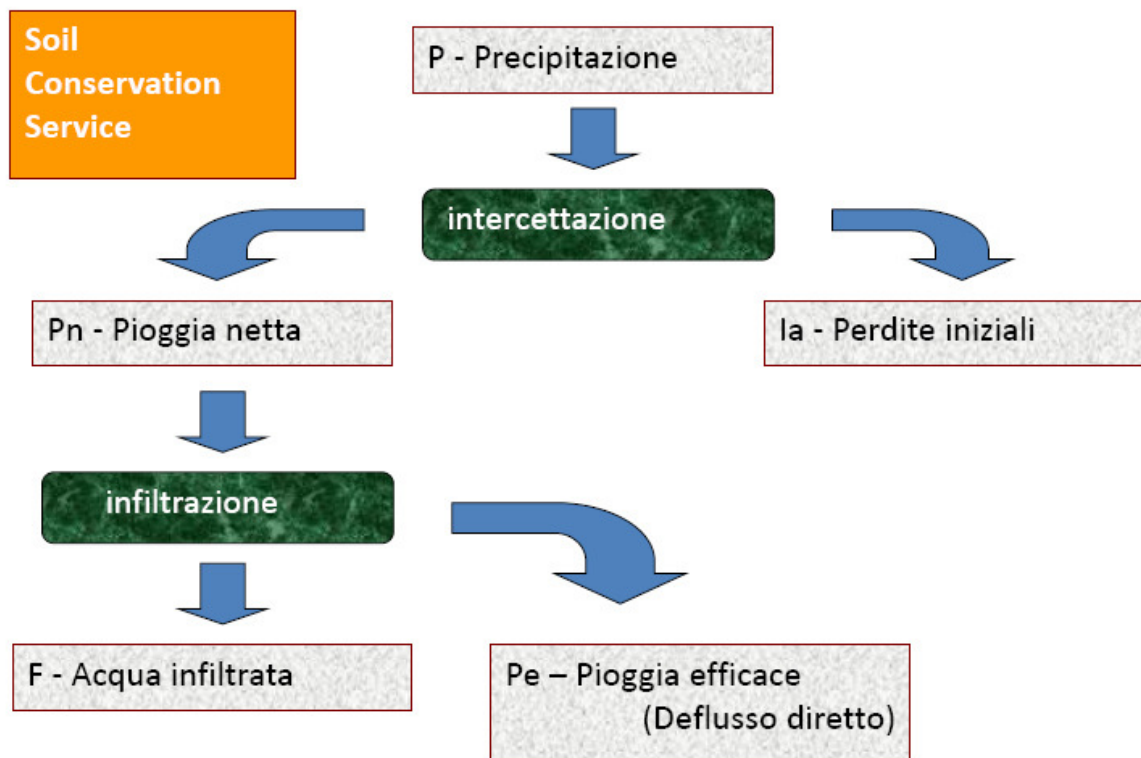 Soil
Conservation
Service
P - Precipitazione
intercettazione
Pn - Pioggia netta
Ia - Perdite iniziali
infiltrazione
F - Acqua infiltrata
Pe – Pioggia efficace
(Deflusso diretto)